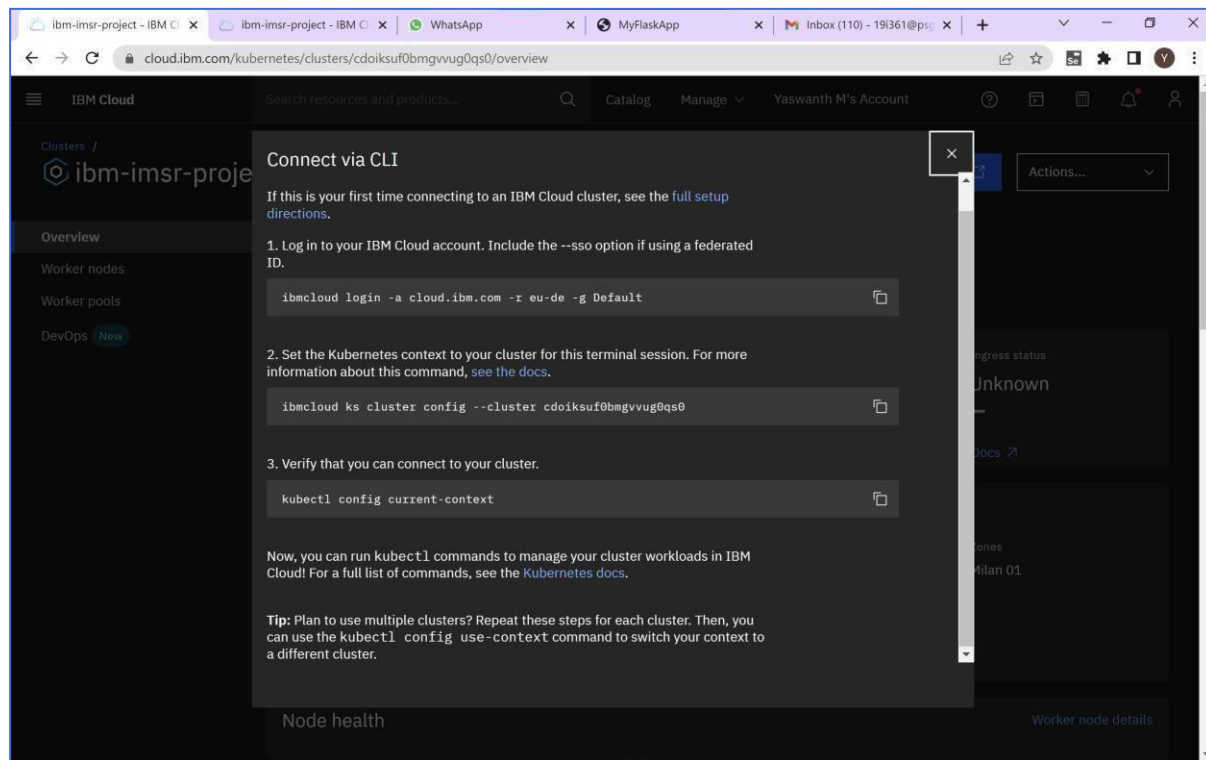 ibm-imsr-project - IBM Cl
ibm-imsr-project - IBM Cl
WhatsApp
MyFlaskApp
Inbox (110) - 19i361@psg
cloud.ibm.com/kubernetes/clusters/cdoiksuf0bmgvvug0qs0/overview
Se
Y
IBM Cloud
Search resources and products...
Catalog
Manage
Yaswanth M's Account
Clusters /
ibm-imsr-proje
Actions...
Overview
Worker nodes
Worker pools
DevOps New
Connect via CLI
If this is your first time connecting to an IBM Cloud cluster, see the full setup
directions.
1. Log in to your IBM Cloud account. Include the --sso option if using a federated
ID.
ibmcloud login -a cloud.ibm.com -r eu-de -g Default
2. Set the Kubernetes context to your cluster for this terminal session. For more
information about this command, see the docs.
ibmcloud ks cluster config --cluster cdoiksuf0bmgvvug0qs0
3. Verify that you can connect to your cluster.
kubectl config current-context
Now, you can run kubectl commands to manage your cluster workloads in IBM
Cloud! For a full list of commands, see the Kubernetes docs.
Tip: Plan to use multiple clusters? Repeat these steps for each cluster. Then, you
can use the kubectl config use-context command to switch your context to
a different cluster.
ngress status
Unknown
Docs
Zones
Milan 01
Node health
Worker node details